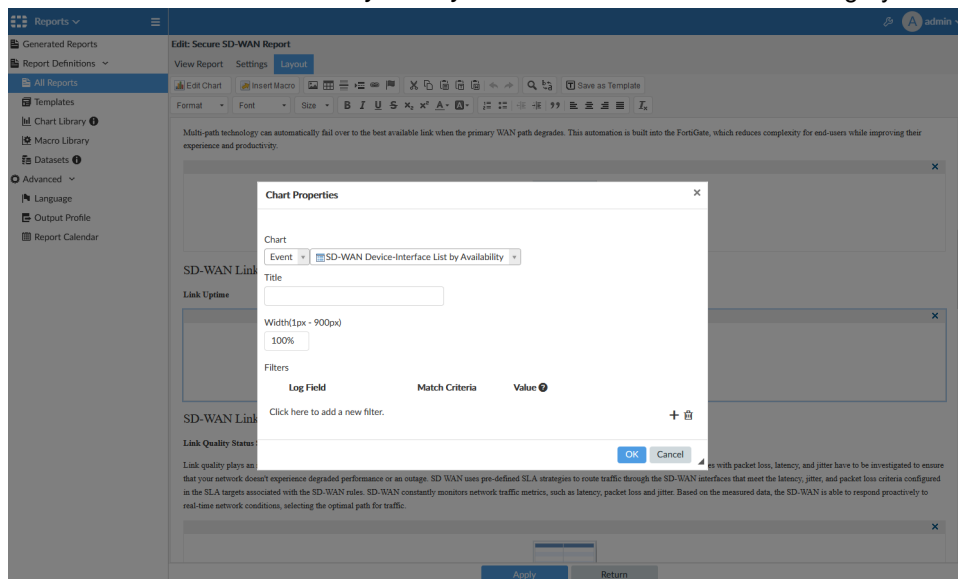 Reports
admin
A
Generated Reports
Report Definitions
All Reports
Templates
Chart Library
Macro Library
Datasets
Advanced
Language
Output Profile
Report Calendar
Edit: Secure SD-WAN Report
View Report Settings Layout
Edit Chart Insert Macro Save as Template
Format Font Size B I U S x₂ x² A A Ix
Multi-path technology can automatically fail over to the best available link when the primary WAN path degrades. This automation is built into the FortiGate, which reduces complexity for end-users while improving their
experience and productivity.
SD-WAN Link
Link Uptime
Chart Properties
Chart
Event SD-WAN Device-Interface List by Availability
Title
Width(1px - 900px)
100%
Filters
Log Field Match Criteria Value
Click here to add a new filter.
OK Cancel
SD-WAN Link
Link Quality Status
Link quality plays an
es with packet loss, latency, and jitter have to be investigated to ensure
that your network doesn't experience degraded performance or an outage. SD WAN uses pre-defined SLA strategies to route traffic through the SD-WAN interfaces that meet the latency, jitter, and packet loss criteria configured
in the SLA targets associated with the SD-WAN rules. SD-WAN constantly monitors network traffic metrics, such as latency, packet loss and jitter. Based on the measured data, the SD-WAN is able to respond proactively to
real-time network conditions, selecting the optimal path for traffic.
Apply Return